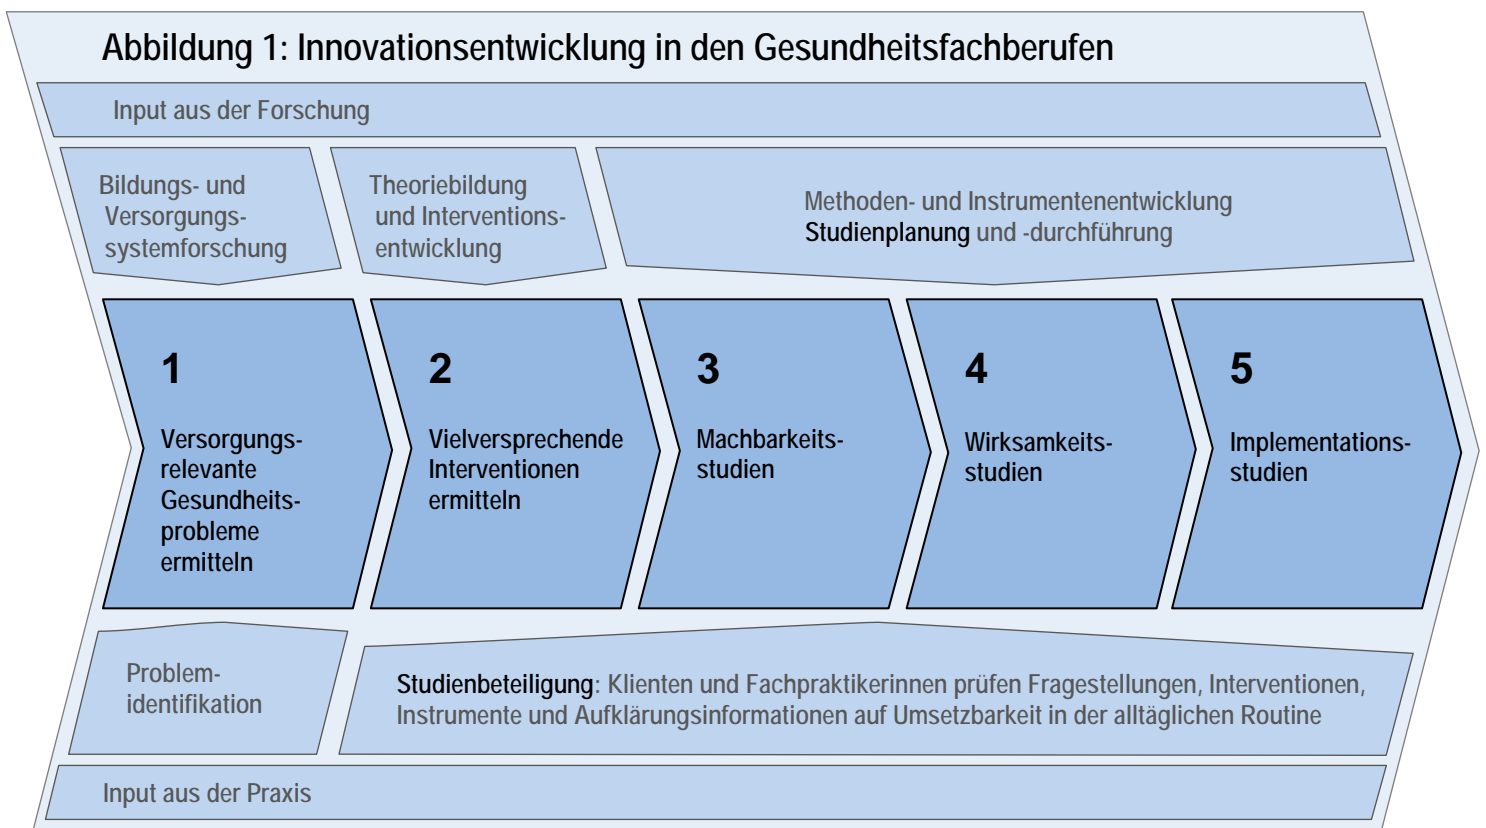 Abbildung 1: Innovationsentwicklung in den Gesundheitsfachberufen
Input aus der Forschung
Bildungs- und
Versorgungs-
systemforschung
Theoriebildung
und Interventions-
entwicklung
Methoden- und Instrumentenentwicklung
Studienplanung und -durchführung
1
Versorgungs-
relevante
Gesundheits-
probleme
ermitteln
2
Vielversprechende
Interventionen
ermitteln
3
Machbarkeits-
studien
4
Wirksamkeits-
studien
5
Implementations-
studien
Problem-
identifikation
Studienbeteiligung: Klienten und Fachpraktikerinnen prüfen Fragestellungen, Interventionen,
Instrumente und Aufklärungsinformationen auf Umsetzbarkeit in der alltäglichen Routine
Input aus der Praxis